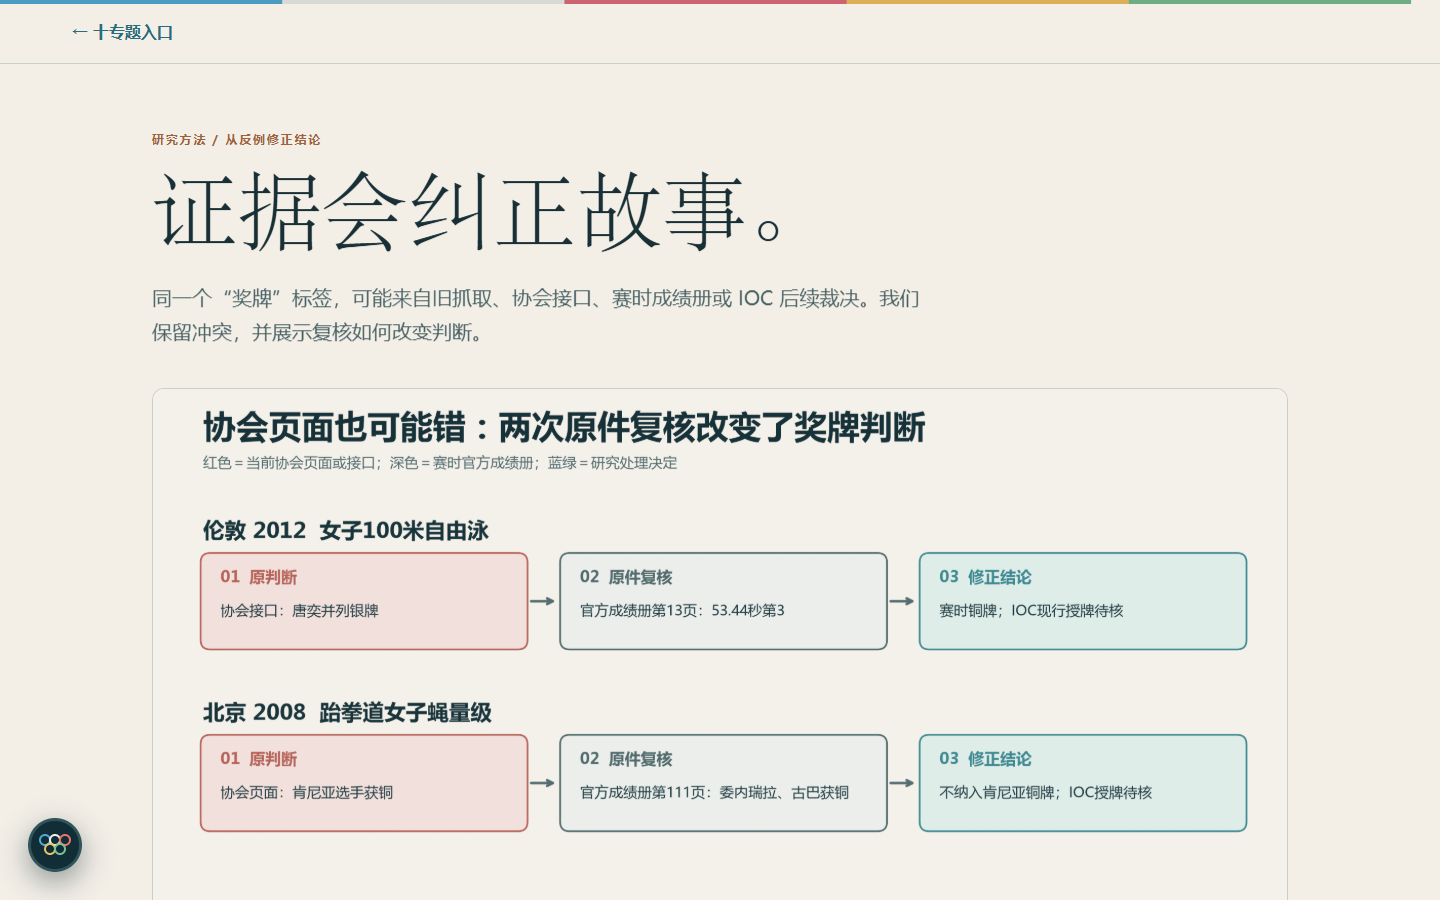 ← 十专题入口
研究方法 / 从反例修正结论
证据会纠正故事。
同一个“奖牌”标签，可能来自旧抓取、协会接口、赛时成绩册或 IOC 后续裁决。我们
保留冲突，并展示复核如何改变判断。
协会页面也可能错：两次原件复核改变了奖牌判断
红色＝当前协会页面或接口；深色＝赛时官方成绩册；蓝绿＝研究处理决定
伦敦 2012 女子100米自由泳
01 原判断
协会接口：唐奕并列银牌
02 原件复核
官方成绩册第13页：53.44秒第3
03 修正结论
赛时铜牌；IOC现行授牌待核
北京 2008 跆拳道女子蝇量级
01 原判断
协会页面：肯尼亚选手获铜
02 原件复核
官方成绩册第111页：委内瑞拉、古巴获铜
03 修正结论
不纳入肯尼亚铜牌；IOC授牌待核